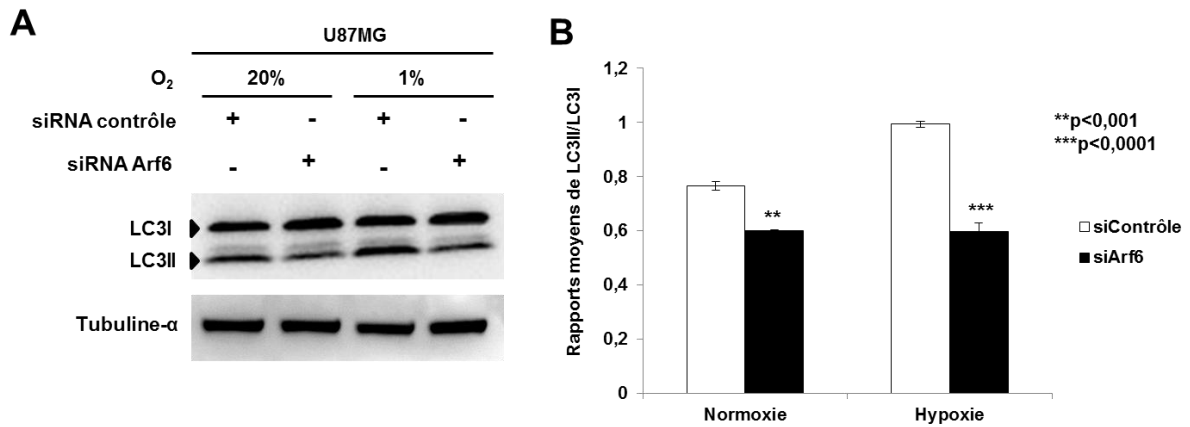 A
U87MG
O2
20%
1%
siRNA contrôle
+ - + -
siRNA Arf6
- + - +
LC3I
LC3II
Tubuline-α
B
Rapports moyens de LC3II/LC3I
1,2
1
0,8
0,6
0,4
0,2
0
**
***
Normoxie
Hypoxie
**p<0,001
***p<0,0001
siContrôle
siArf6